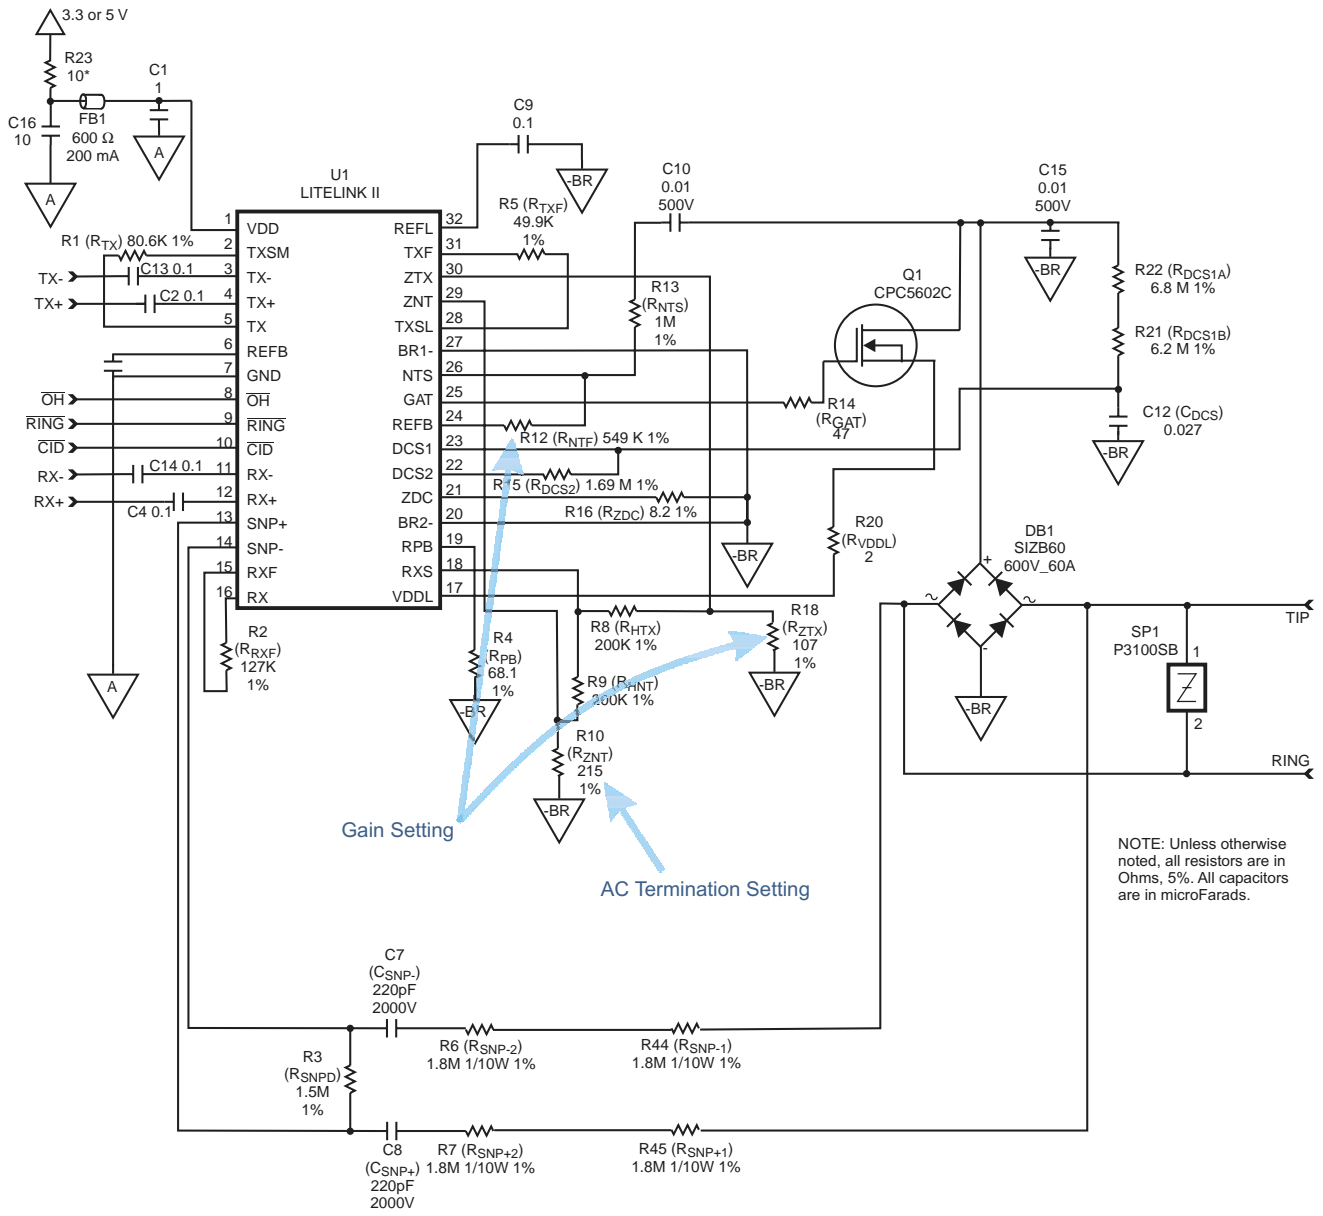 3.3 or 5 V
R23
10*
C1
1
C16
10
FB1
600 Ω
200 mA
A
A
C9
0.1
-BR
U1
LITELINK II
R5 (RTXF)
49.9K
1%
C10
0.01
500V
C15
0.01
500V
-BR
Q1
CPC5602C
R22 (RDCS1A)
6.8 M 1%
R21 (RDCS1B)
6.2 M 1%
C12 (CDCS)
0.027
-BR
R13
(RNTS)
1M
1%
R14
(RGAT)
47
R1 (RTX) 80.6K 1%
TX-
C13 0.1
TX+
C2 0.1
OH
RING
CID
RX-
C14 0.1
RX+
C4 0.1
1 VDD
2 TXSM
3 TX-
4 TX+
5 TX
6 REFB
7 GND
8 OH
9 RING
10 CID
11 RX-
12 RX+
13 SNP+
14 SNP-
15 RXF
16 RX
REFL 32
TXF 31
ZTX 30
ZNT 29
TXSL 28
BR1- 27
NTS 26
GAT 25
REFB 24
DCS1 23
DCS2 22
ZDC 21
BR2- 20
RPB 19
RXS 18
VDDL 17
R12 (RNTF) 549 K 1%
R15 (RDCS2) 1.69 M 1%
R16 (RZDC) 8.2 1%
-BR
R20
(RVDDL)
2
DB1
SIZB60
600V_60A
+
~
~
-
-BR
TIP
SP1
P3100SB
1
2
RING
R2
(RRXF)
127K
1%
A
R4
(RPB)
68.1
1%
-BR
R8 (RHTX)
200K 1%
R18
(RZTX)
107
1%
-BR
R9 (RHNT)
200K 1%
R10
(RZNT)
215
1%
-BR
Gain Setting
AC Termination Setting
NOTE: Unless otherwise
noted, all resistors are in
Ohms, 5%. All capacitors
are in microFarads.
C7
(CSNP-)
220pF
2000V
R6 (RSNP-2)
1.8M 1/10W 1%
R44 (RSNP-1)
1.8M 1/10W 1%
R3
(RSNPD)
1.5M
1%
C8
(CSNP+)
220pF
2000V
R7 (RSNP+2)
1.8M 1/10W 1%
R45 (RSNP+1)
1.8M 1/10W 1%